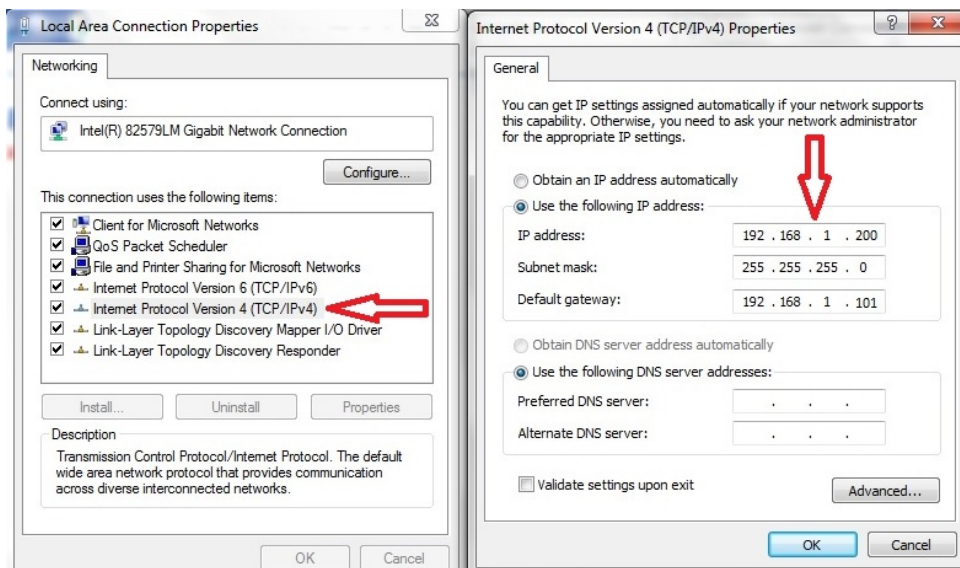 Local Area Connection Properties
Networking
Connect using:
Intel(R) 82579LM Gigabit Network Connection
Configure...
This connection uses the following items:
Client for Microsoft Networks
QoS Packet Scheduler
File and Printer Sharing for Microsoft Networks
Internet Protocol Version 6 (TCP/IPv6)
Internet Protocol Version 4 (TCP/IPv4)
Link-Layer Topology Discovery Mapper I/O Driver
Link-Layer Topology Discovery Responder
Install... Uninstall Properties
Description
Transmission Control Protocol/Internet Protocol. The default
wide area network protocol that provides communication
across diverse interconnected networks.
OK Cancel
Internet Protocol Version 4 (TCP/IPv4) Properties
General
You can get IP settings assigned automatically if your network supports
this capability. Otherwise, you need to ask your network administrator
for the appropriate IP settings.
Obtain an IP address automatically
Use the following IP address:
IP address: 192 . 168 . 1 . 200
Subnet mask: 255 . 255 . 255 . 0
Default gateway: 192 . 168 . 1 . 101
Obtain DNS server address automatically
Use the following DNS server addresses:
Preferred DNS server: . . .
Alternate DNS server: . . .
Validate settings upon exit
Advanced...
OK Cancel